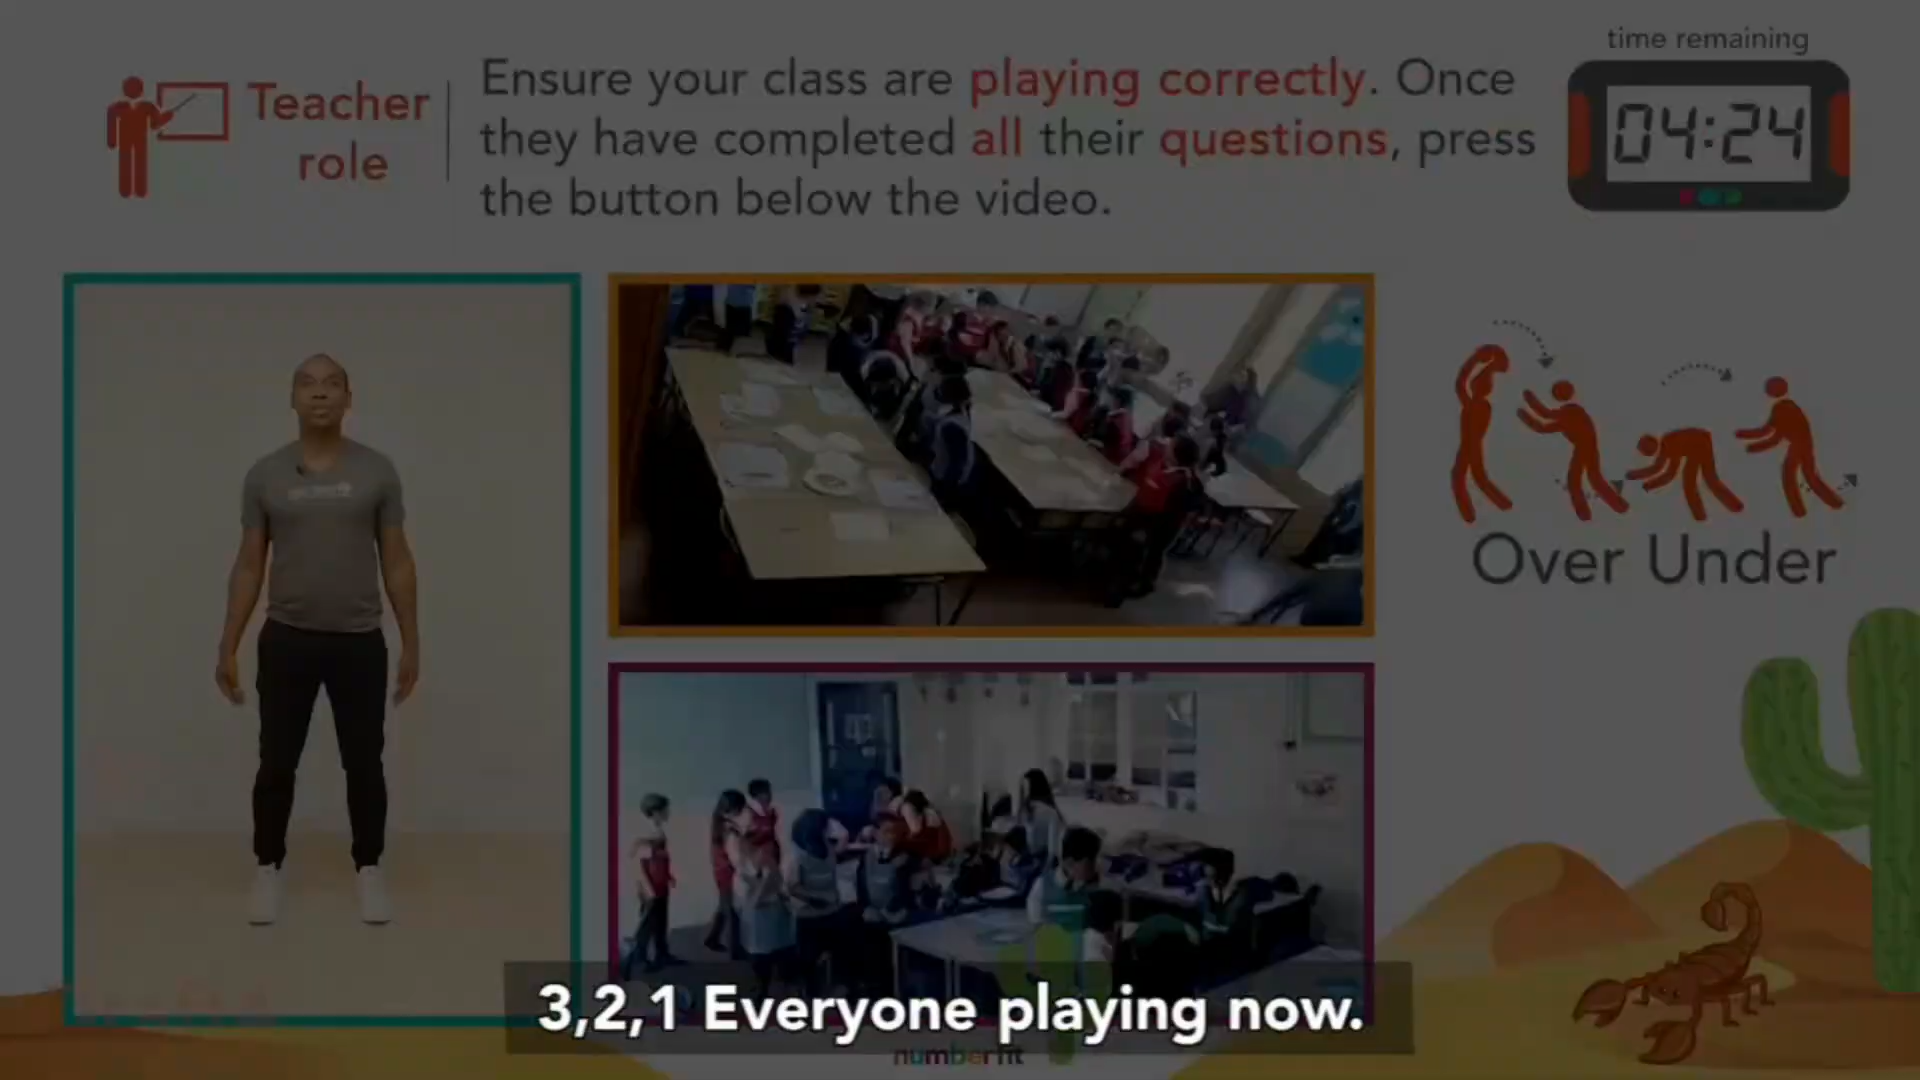 time remaining
Teacher
role
Ensure your class are playing correctly. Once
they have completed all their questions, press
the button below the video.
04:24
Over Under
3,2,1 Everyone playing now.
numberfit